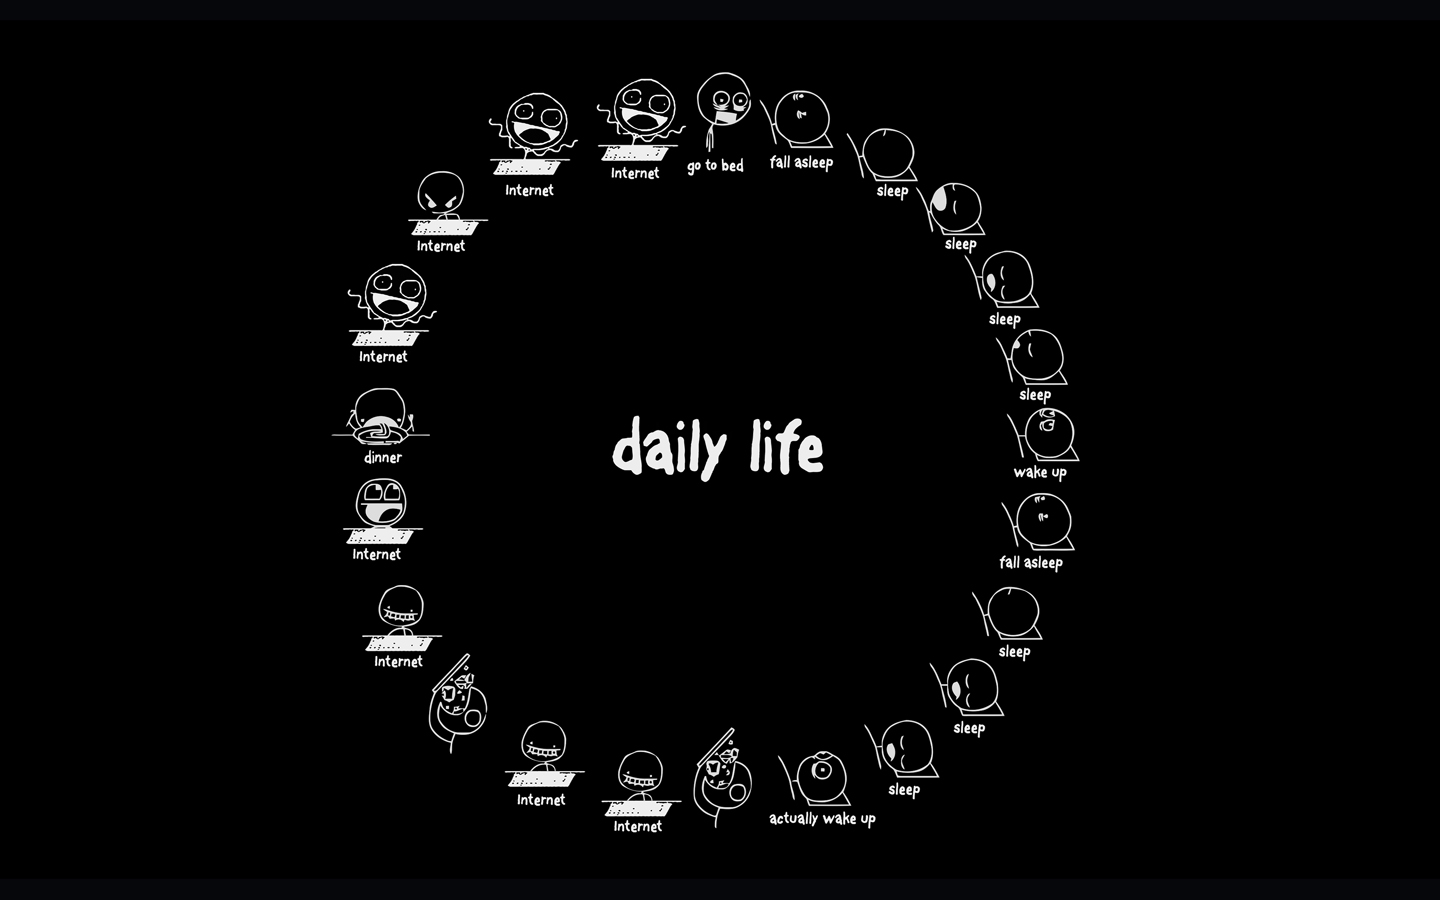 Internet
Internet
go to bed
fall asleep
sleep
sleep
sleep
sleep
wake up
fall asleep
sleep
sleep
sleep
actually wake up
Internet
Internet
Internet
Internet
dinner
Internet
Internet
daily life